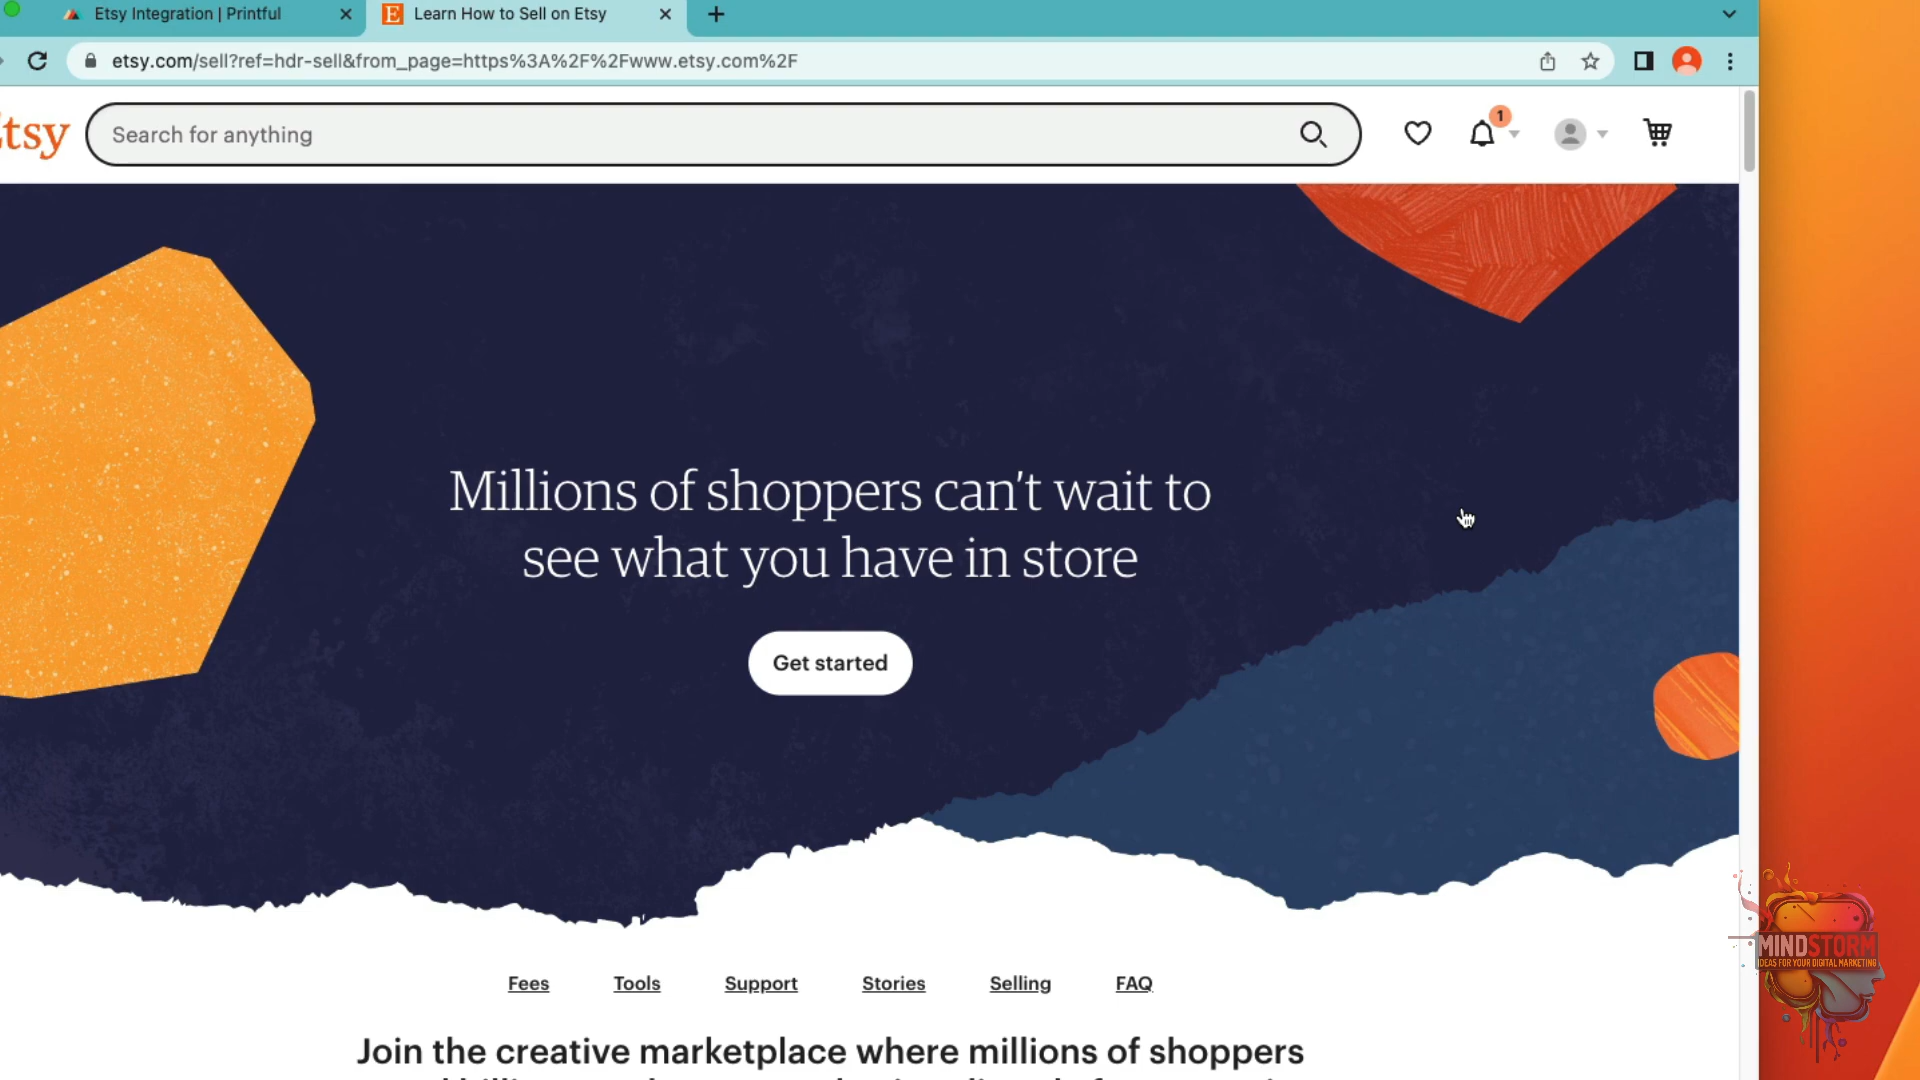 Etsy Integration | Printful
Learn How to Sell on Etsy
etsy.com/sell?ref=hdr-sell&from_page=https%3A%2F%2Fwww.etsy.com%2F
Etsy
Search for anything
1
Millions of shoppers can't wait to
see what you have in store
Get started
Fees Tools Support Stories Selling FAQ
Join the creative marketplace where millions of shoppers
MINDSTORM
IDEAS FOR YOUR DIGITAL MARKETING